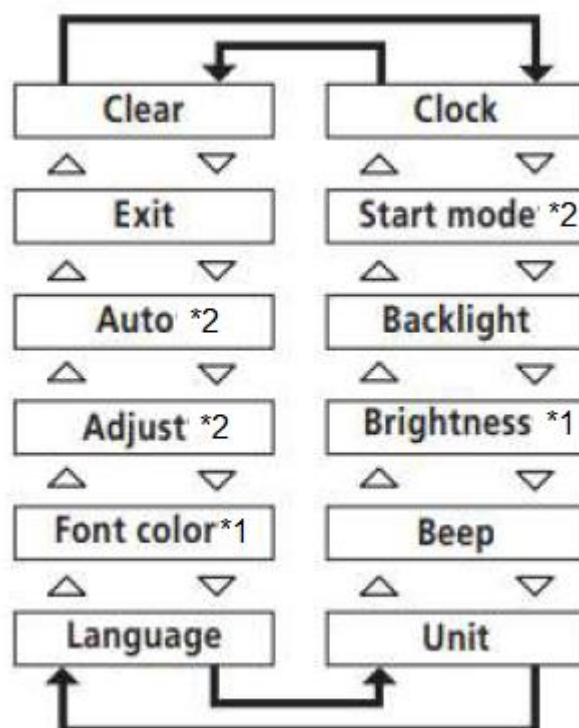 Clear
Clock
Exit
Start mode *2
Auto *2
Backlight
Adjust *2
Brightness *1
Font color *1
Beep
Language
Unit